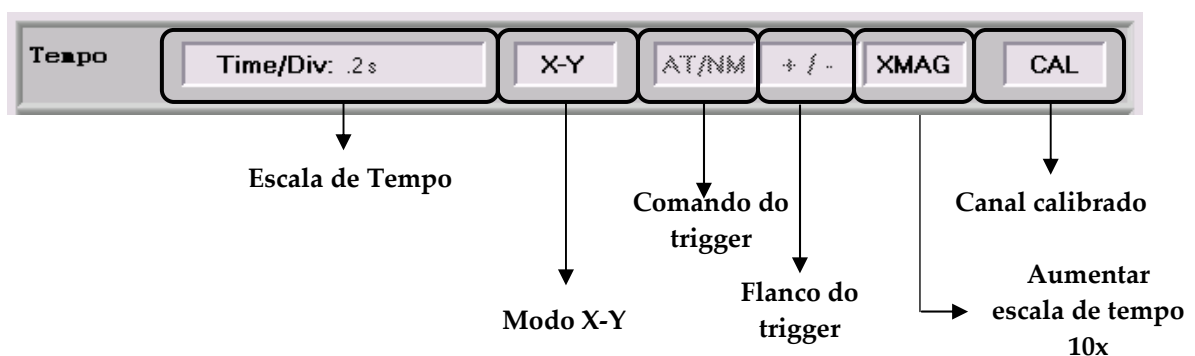 Tempo
Time/Div: .2 s
X-Y
AT/NM
+ / -
XMAG
CAL
Escala de Tempo
Comando do
trigger
Canal calibrado
Modo X-Y
Flanco do
trigger
Aumentar
escala de tempo
10x